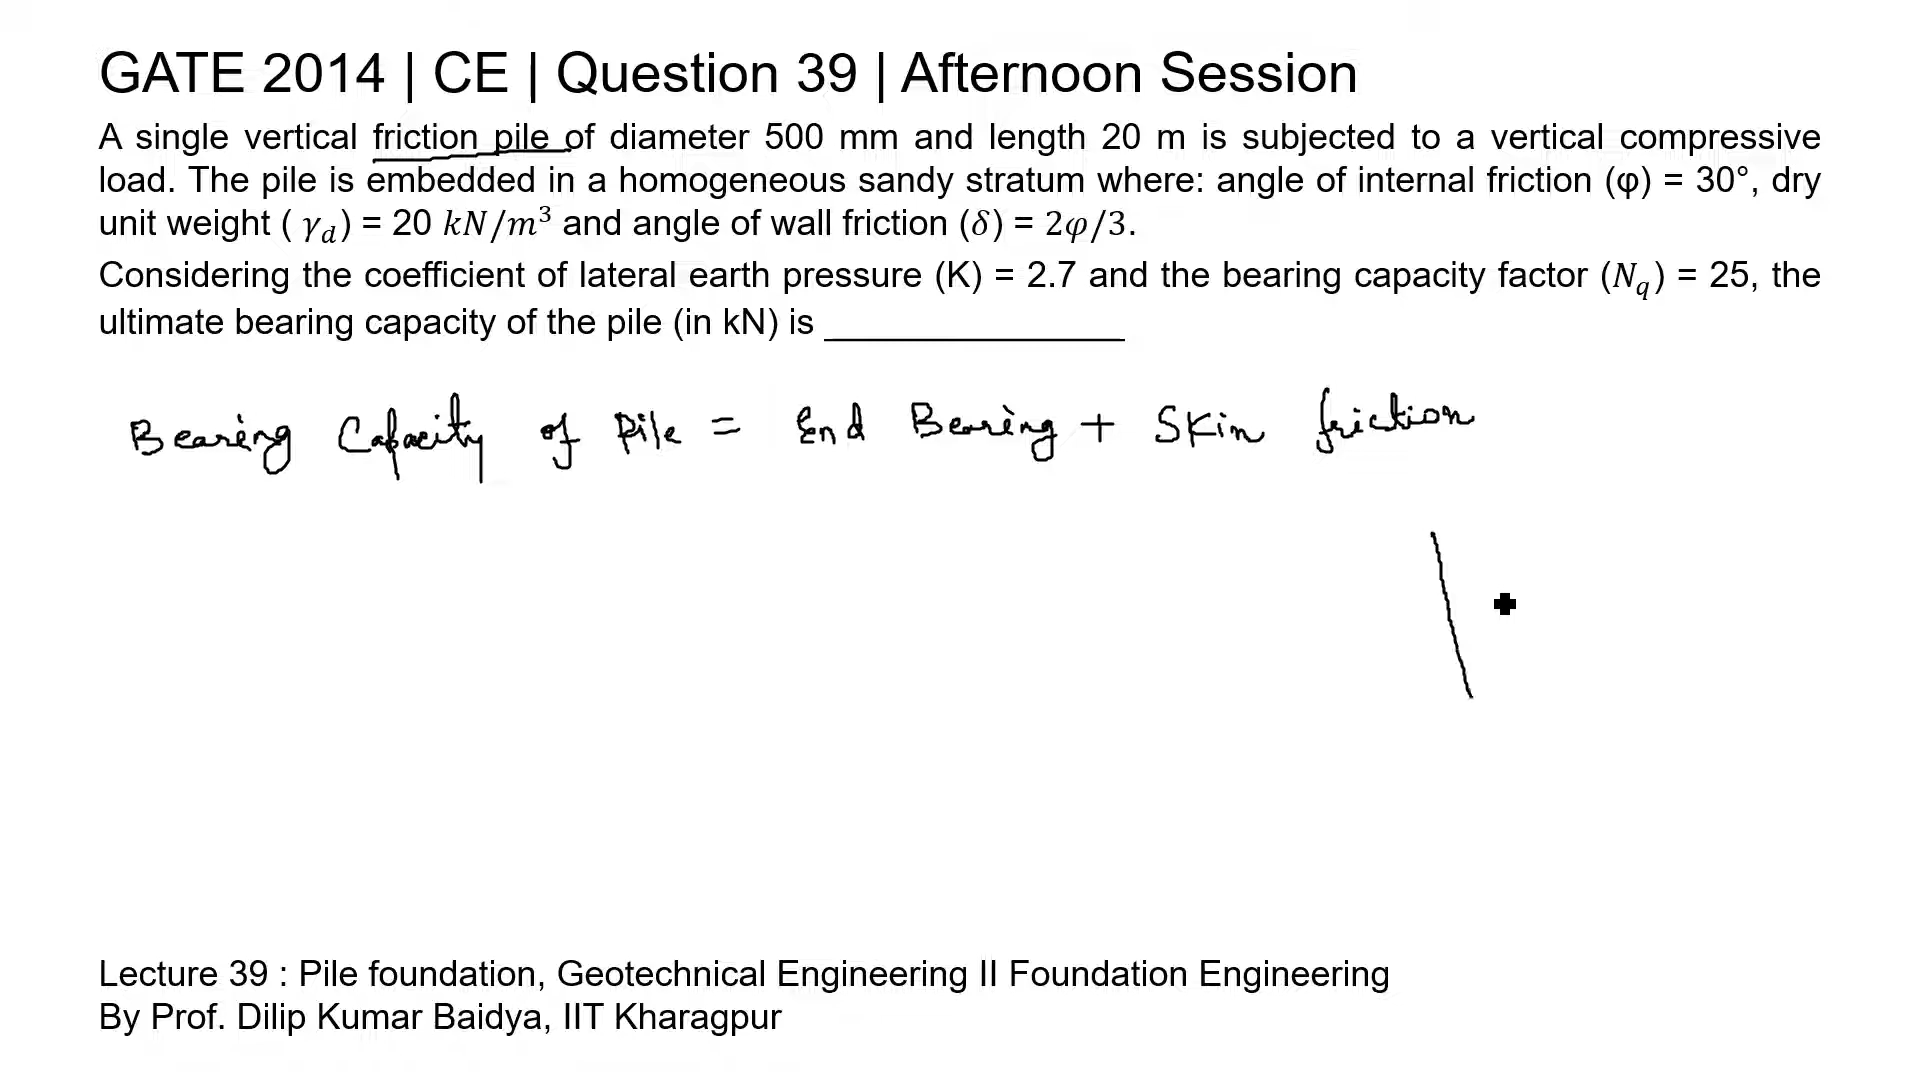 GATE 2014 | CE | Question 39 | Afternoon Session
A single vertical friction pile of diameter 500 mm and length 20 m is subjected to a vertical compressive
load. The pile is embedded in a homogeneous sandy stratum where: angle of internal friction (φ) = 30°, dry
unit weight ( γ_d) = 20 kN/m³ and angle of wall friction (δ) = 2φ/3.
Considering the coefficient of lateral earth pressure (K) = 2.7 and the bearing capacity factor (N_q) = 25, the
ultimate bearing capacity of the pile (in kN) is _______________
Bearing Capacity of Pile = End Bearing + Skin friction
Lecture 39 : Pile foundation, Geotechnical Engineering II Foundation Engineering
By Prof. Dilip Kumar Baidya, IIT Kharagpur